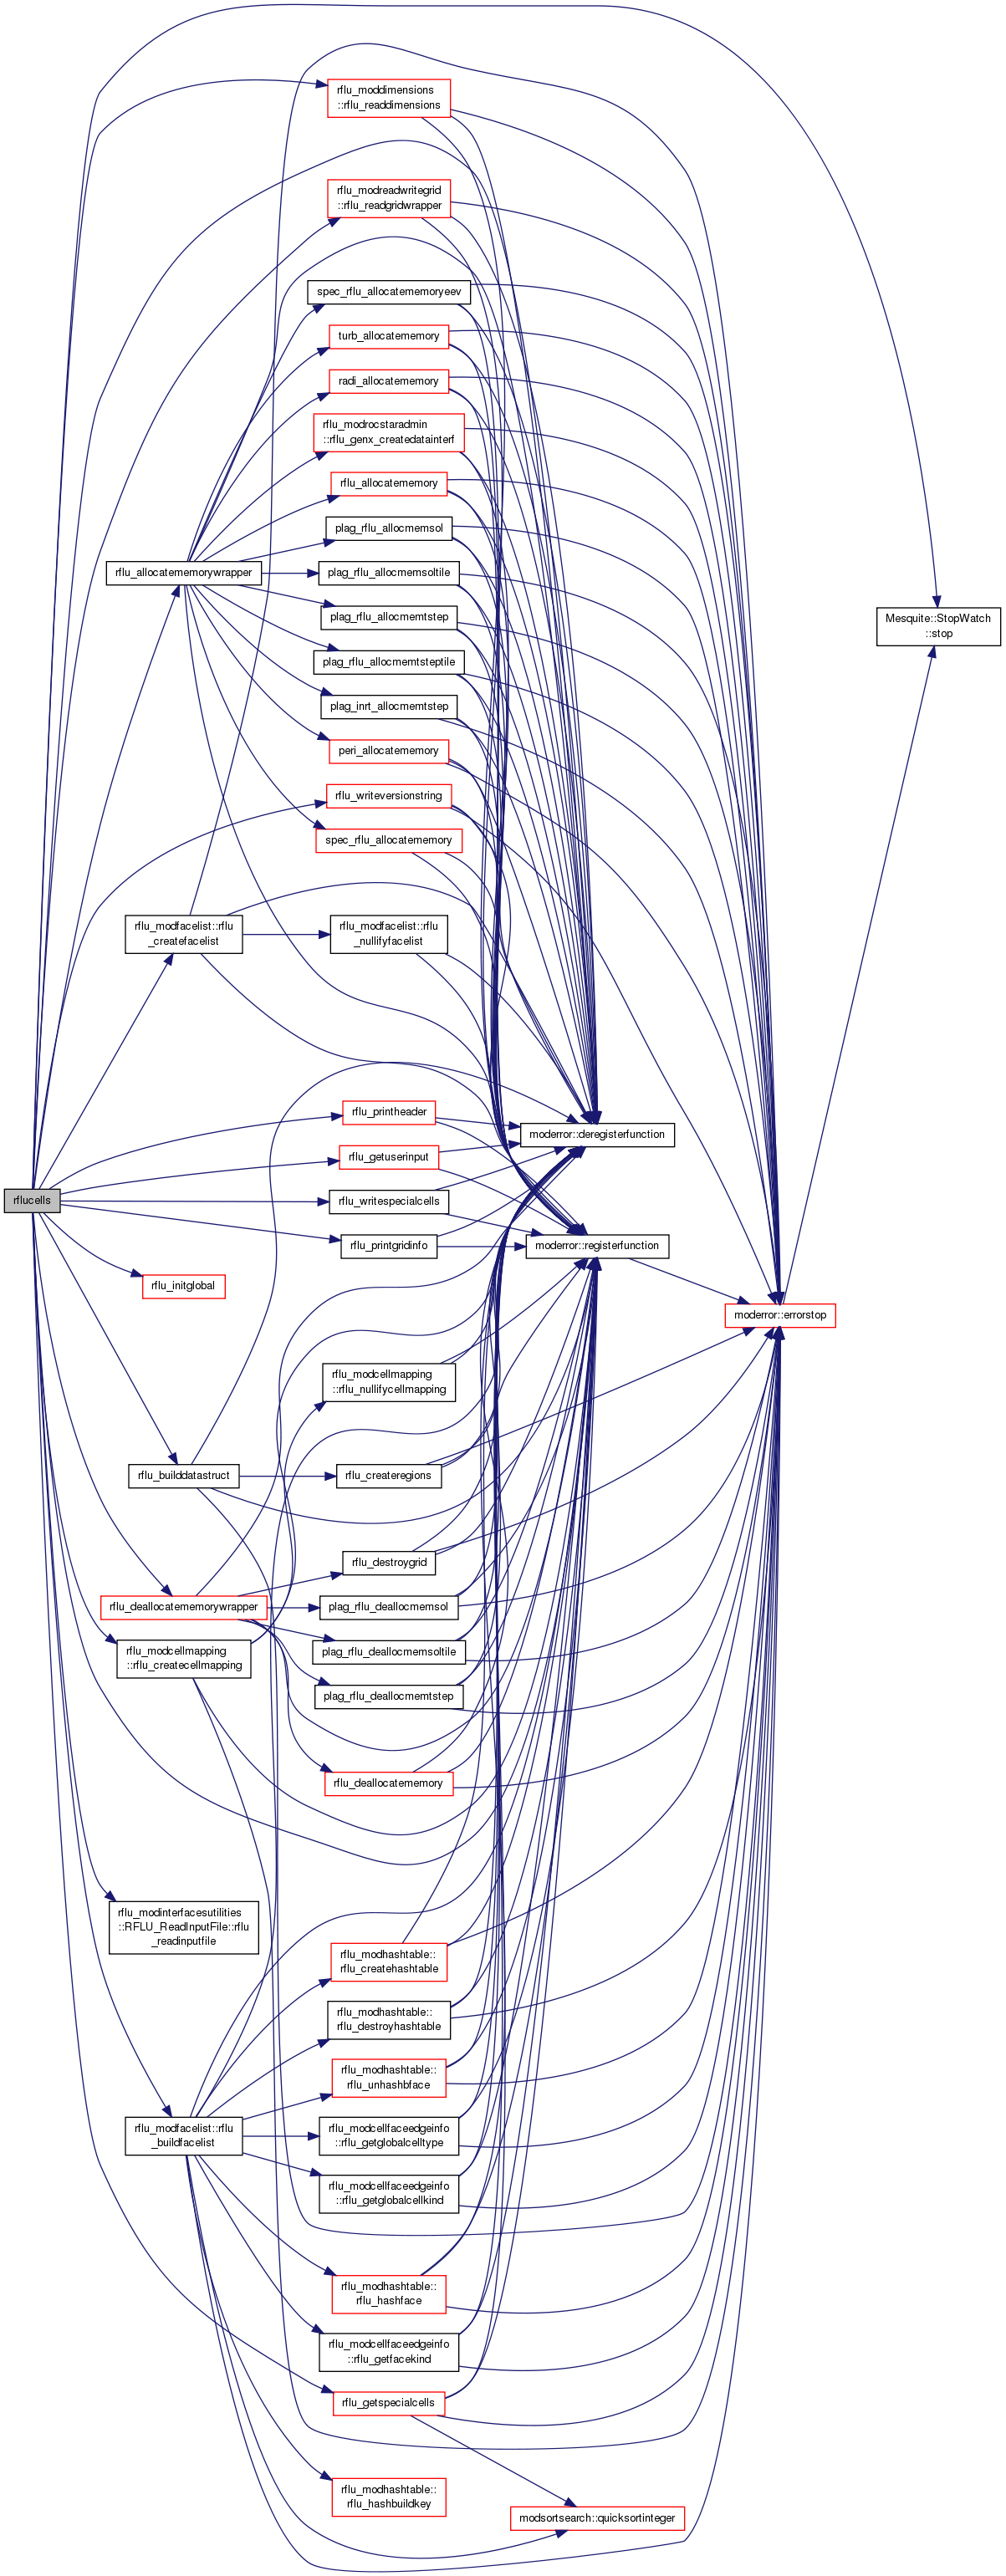 rflu_moddimensions
::rflu_readdimensions
rflu_modreadwritegrid
::rflu_readgridwrapper
spec_rflu_allocatememoryeev
turb_allocatememory
radi_allocatememory
rflu_modrocstaradmin
::rflu_genx_createdatainterf
rflu_allocatememory
plag_rflu_allocmemsol
rflu_allocatememorywrapper
plag_rflu_allocmemsoltile
plag_rflu_allocmemtstep
Mesquite::StopWatch
::stop
plag_rflu_allocmemtsteptile
plag_inrt_allocmemtstep
peri_allocatememory
rflu_writeversionstring
spec_rflu_allocatememory
rflu_modfacelist::rflu
_createfacelist
rflu_modfacelist::rflu
_nullifyfacelist
rflu_printheader
moderror::deregisterfunction
rflu_getuserinput
rflucells
rflu_writespecialcells
rflu_printgridinfo
moderror::registerfunction
rflu_initglobal
moderror::errorstop
rflu_modcellmapping
::rflu_nullifycellmapping
rflu_builddatastruct
rflu_createregions
rflu_destroygrid
rflu_deallocatememorywrapper
plag_rflu_deallocmemsol
rflu_modcellmapping
::rflu_createcellmapping
plag_rflu_deallocmemsoltile
plag_rflu_deallocmemtstep
rflu_deallocatememory
rflu_modinterfacesutilities
::RFLU_ReadInputFile::rflu
_readinputfile
rflu_modhashtable::
rflu_createhashtable
rflu_modhashtable::
rflu_destroyhashtable
rflu_modhashtable::
rflu_unhashbface
rflu_modfacelist::rflu
_buildfacelist
rflu_modcellfaceedgeinfo
::rflu_getglobalcelltype
rflu_modcellfaceedgeinfo
::rflu_getglobalcellkind
rflu_modhashtable::
rflu_hashface
rflu_modcellfaceedgeinfo
::rflu_getfacekind
rflu_getspecialcells
rflu_modhashtable::
rflu_hashbuildkey
modsortsearch::quicksortinteger